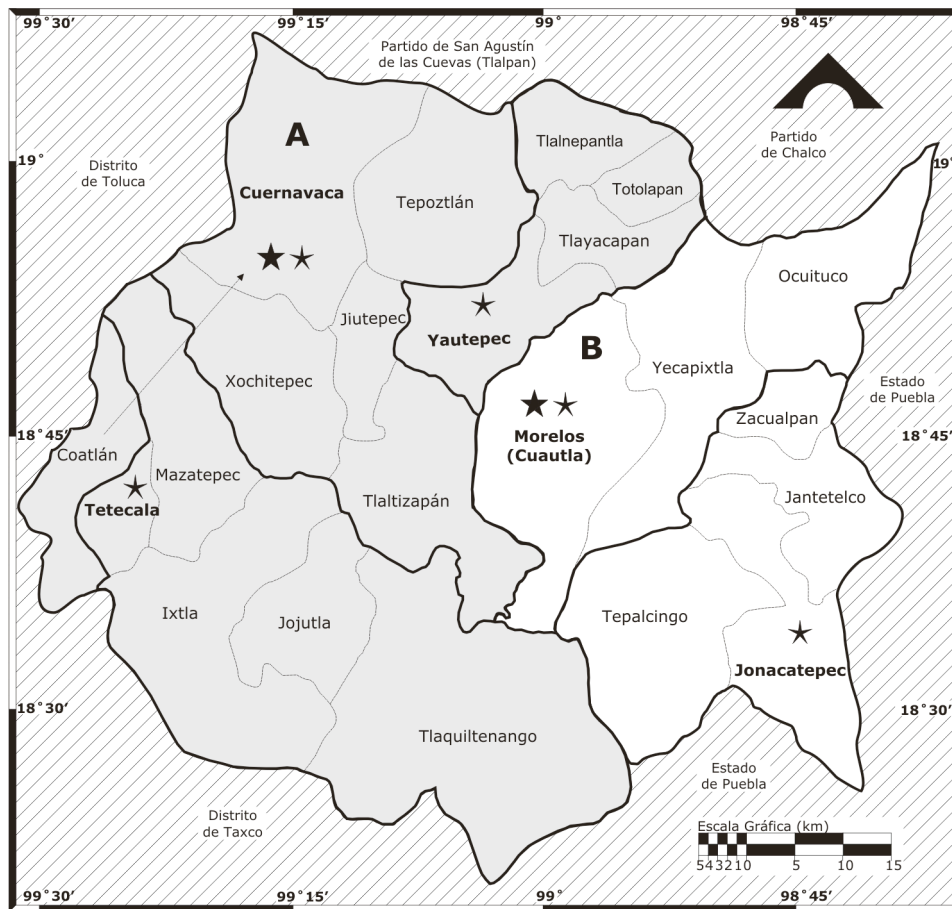 99°30′
99°15′
99°
98°45′
Partido de San Agustín
de las Cuevas (Tlalpan)
A
Tlalnepantla
Partido
de Chalco
Distrito
de Toluca
19°
19°
Cuernavaca
Tepoztlán
Totolapan
Tlayacapan
Ocuituco
Jiutepec
Yautepec
B
Yecapixtla
Xochitepec
Estado
de Puebla
Zacualpan
18°45′
18°45′
Morelos
(Cuautla)
Coatlán
Mazatepec
Tlaltizapán
Jantetelco
Tetecala
Ixtla
Jojutla
Tepalcingo
Jonacatepec
18°30′
18°30′
Tlaquiltenango
Estado
de Puebla
Distrito
de Taxco
Escala Gráfica (km)
5 4 3 2 1 0 5 10 15
99°30′
99°15′
99°
98°45′